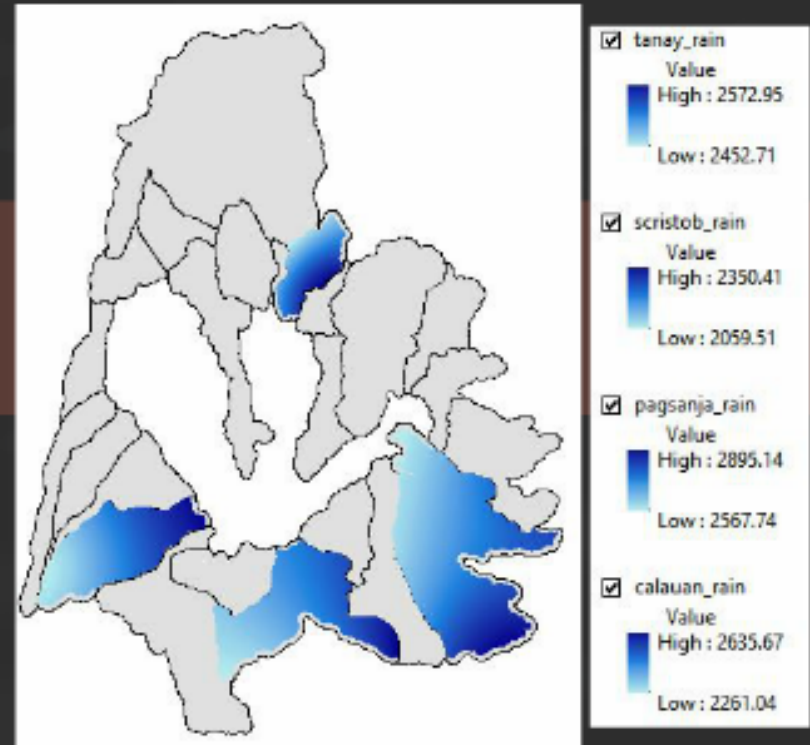 tanay_rain
Value
High : 2572.95
Low : 2452.71
scristob_rain
Value
High : 2350.41
Low : 2059.51
pagsanja_rain
Value
High : 2895.14
Low : 2567.74
calauan_rain
Value
High : 2635.67
Low : 2261.04